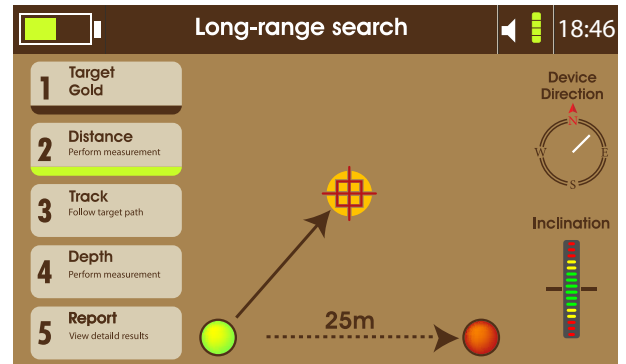 Long-range search
18:46
1
Target
Gold
2
Distance
Perform measurement
3
Track
Follow target path
4
Depth
Perform measurement
5
Report
View detaild results
25m
Device
Direction
N
W
E
S
Inclination